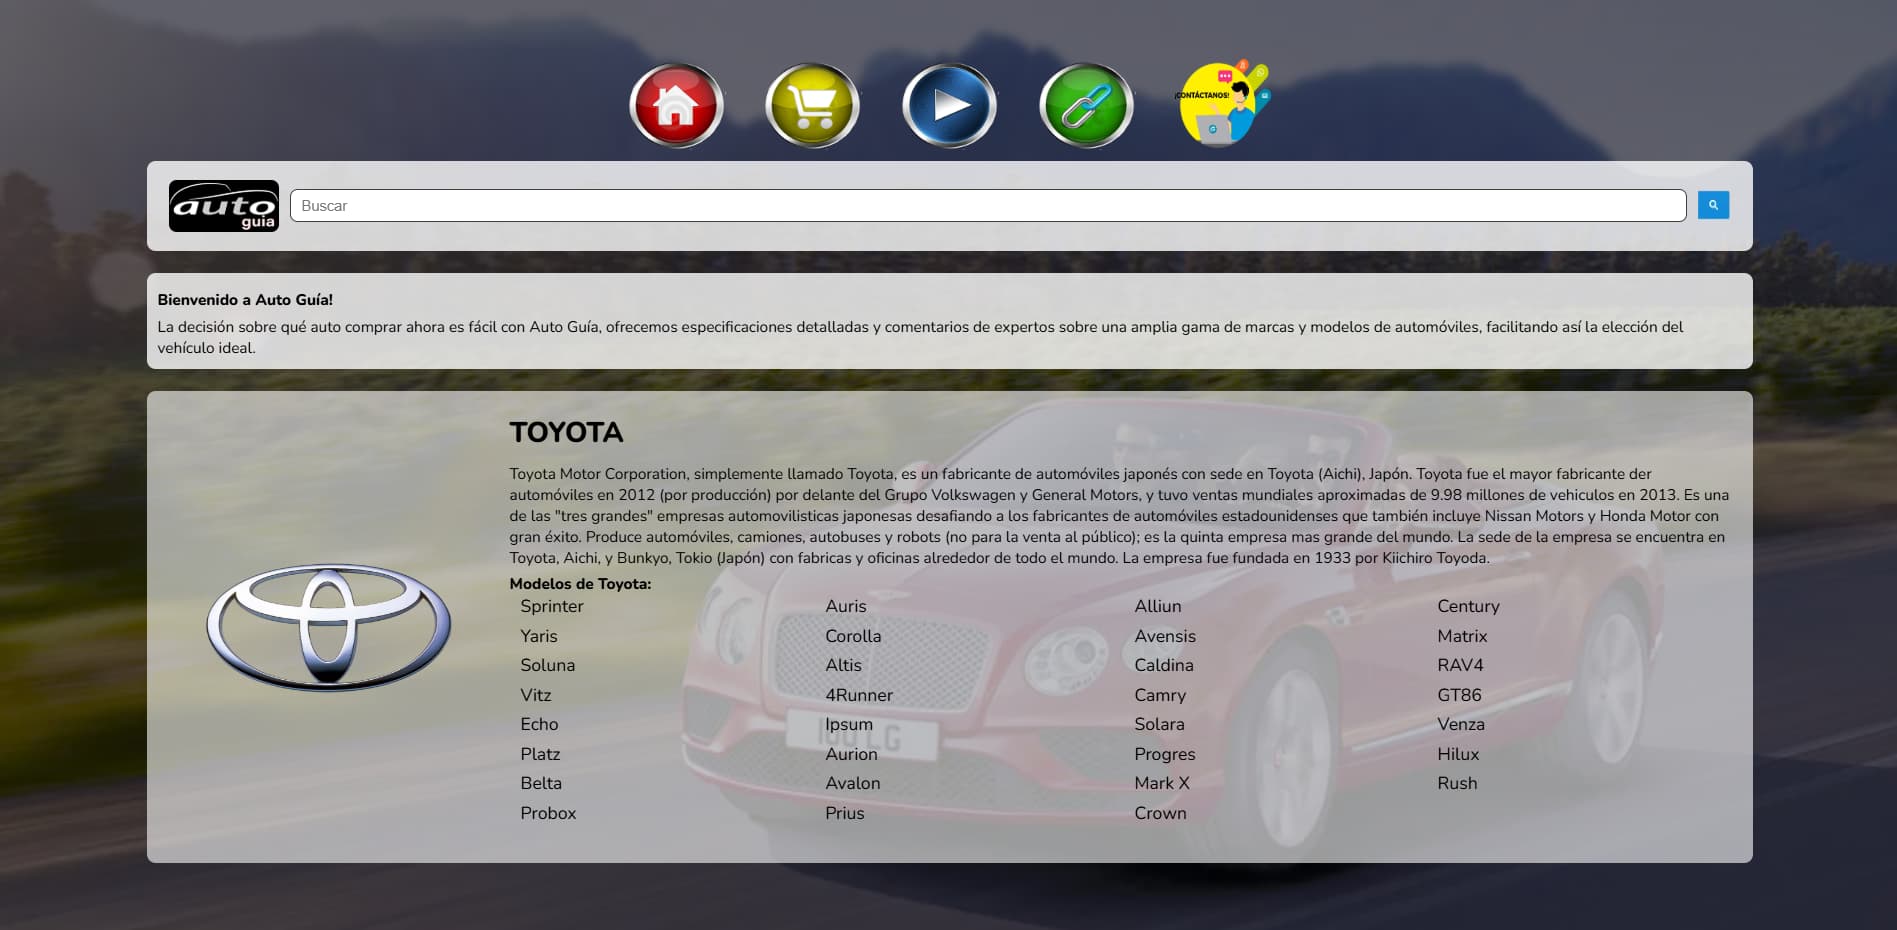 ¡CONTÁCTANOS!
auto
guia
Buscar
Bienvenido a Auto Guía!
La decisión sobre qué auto comprar ahora es fácil con Auto Guía, ofrecemos especificaciones detalladas y comentarios de expertos sobre una amplia gama de marcas y modelos de automóviles, facilitando así la elección del
vehículo ideal.
TOYOTA
Toyota Motor Corporation, simplemente llamado Toyota, es un fabricante de automóviles japonés con sede en Toyota (Aichi), Japón. Toyota fue el mayor fabricante der
automóviles en 2012 (por producción) por delante del Grupo Volkswagen y General Motors, y tuvo ventas mundiales aproximadas de 9.98 millones de vehiculos en 2013. Es una
de las "tres grandes" empresas automovilisticas japonesas desafiando a los fabricantes de automóviles estadounidenses que también incluye Nissan Motors y Honda Motor con
gran éxito. Produce automóviles, camiones, autobuses y robots (no para la venta al público); es la quinta empresa mas grande del mundo. La sede de la empresa se encuentra en
Toyota, Aichi, y Bunkyo, Tokio (Japón) con fabricas y oficinas alrededor de todo el mundo. La empresa fue fundada en 1933 por Kiichiro Toyoda.
Modelos de Toyota:
Sprinter
Yaris
Soluna
Vitz
Echo
Platz
Belta
Probox
Auris
Corolla
Altis
4Runner
Ipsum
Aurion
Avalon
Prius
Alliun
Avensis
Caldina
Camry
Solara
Progres
Mark X
Crown
Century
Matrix
RAV4
GT86
Venza
Hilux
Rush